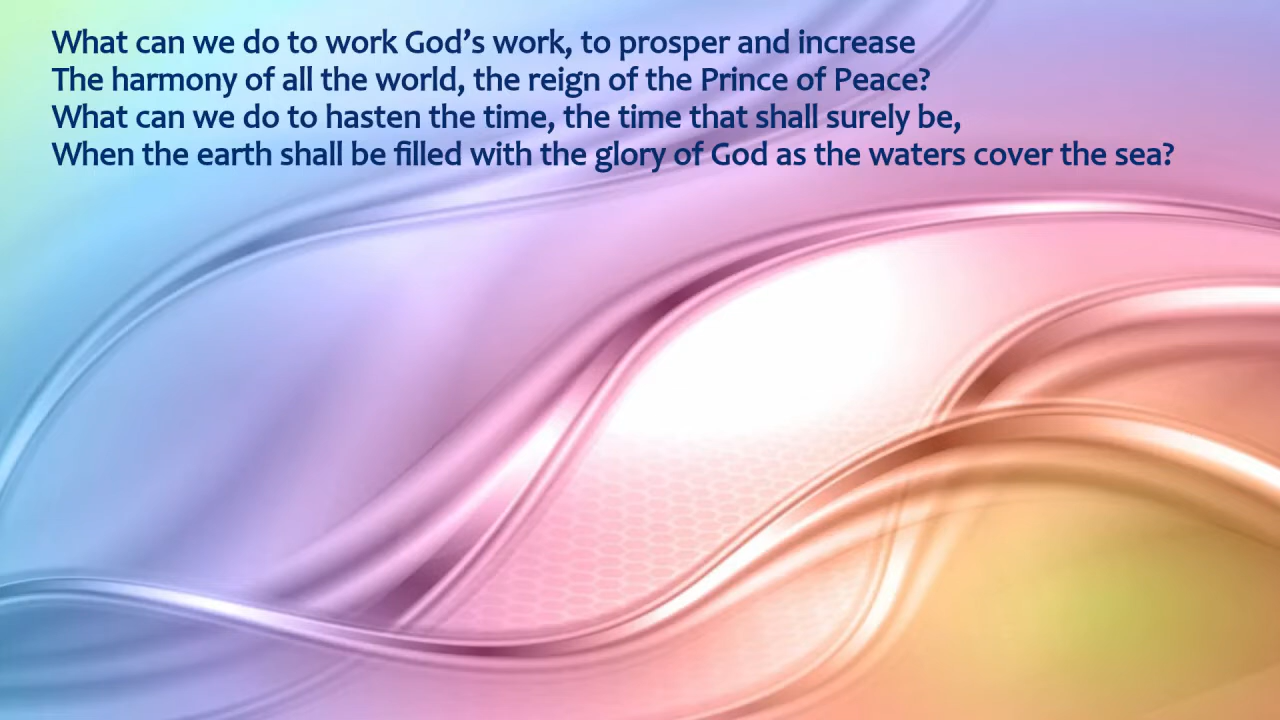 What can we do to work God’s work, to prosper and increase
The harmony of all the world, the reign of the Prince of Peace?
What can we do to hasten the time, the time that shall surely be,
When the earth shall be filled with the glory of God as the waters cover the sea?